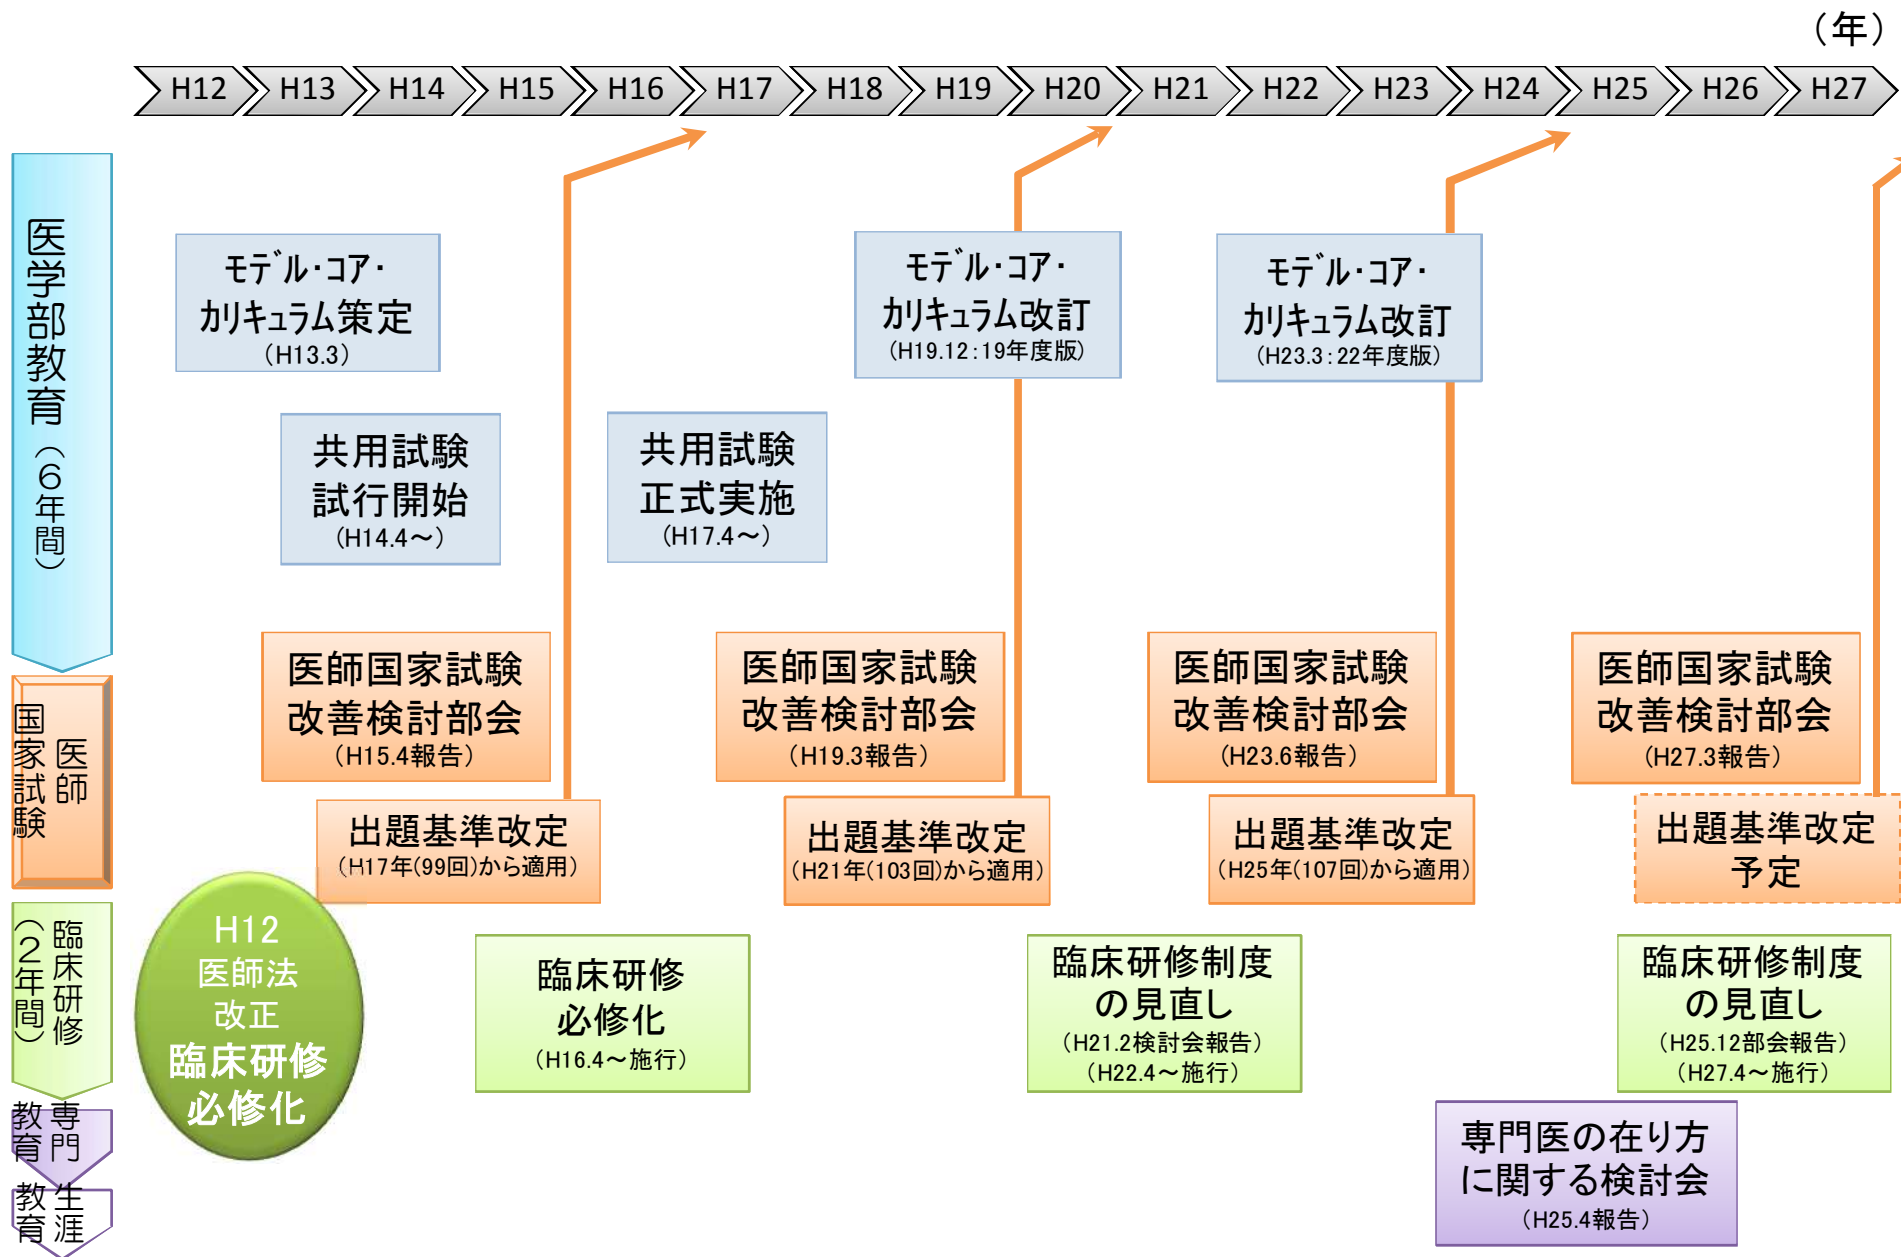 （年）
H12 H13 H14 H15 H16 H17 H18 H19 H20 H21 H22 H23 H24 H25 H26 H27
医学部教育（６年間）
モデル・コア・
カリキュラム策定
（H13.3）
モデル・コア・
カリキュラム改訂
（H19.12：19年度版）
モデル・コア・
カリキュラム改訂
（H23.3：22年度版）
共用試験
試行開始
（H14.4～）
共用試験
正式実施
（H17.4～）
医師
国家試験
医師国家試験
改善検討部会
（H15.4報告）
医師国家試験
改善検討部会
（H19.3報告）
医師国家試験
改善検討部会
（H23.6報告）
医師国家試験
改善検討部会
（H27.3報告）
出題基準改定
（H17年(99回)から適用）
出題基準改定
（H21年(103回)から適用）
出題基準改定
（H25年(107回)から適用）
出題基準改定
予定
臨床研修
（２年間）
H12
医師法
改正
臨床研修
必修化
臨床研修
必修化
（H16.4～施行）
臨床研修制度
の見直し
（H21.2検討会報告）
（H22.4～施行）
臨床研修制度
の見直し
（H25.12部会報告）
（H27.4～施行）
専門
教育
専門医の在り方
に関する検討会
（H25.4報告）
生涯
教育